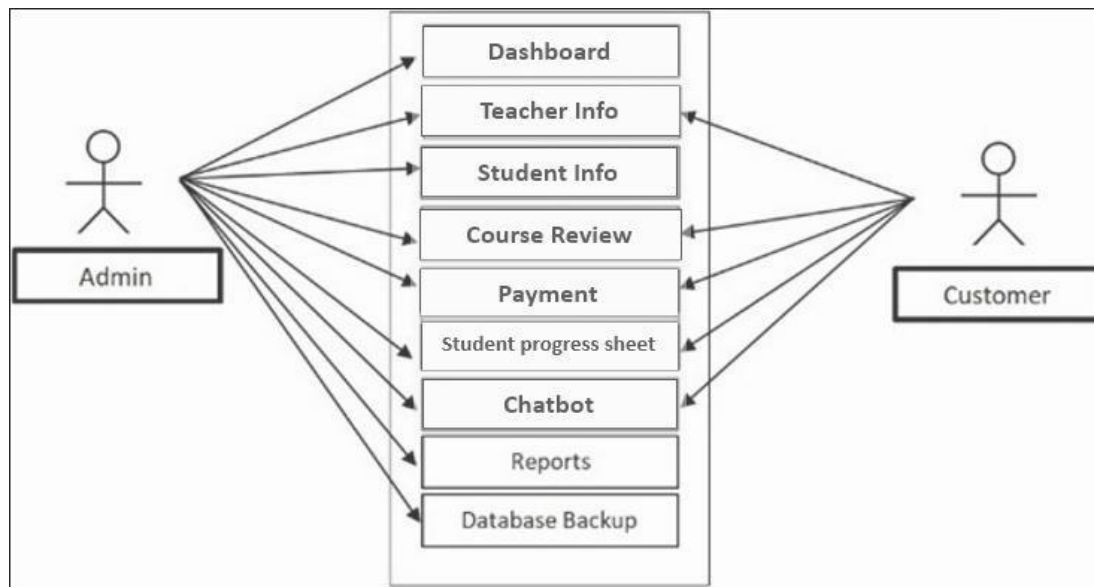 Dashboard
Teacher Info
Student Info
Course Review
Payment
Student progress sheet
Chatbot
Reports
Database Backup
Admin
Customer